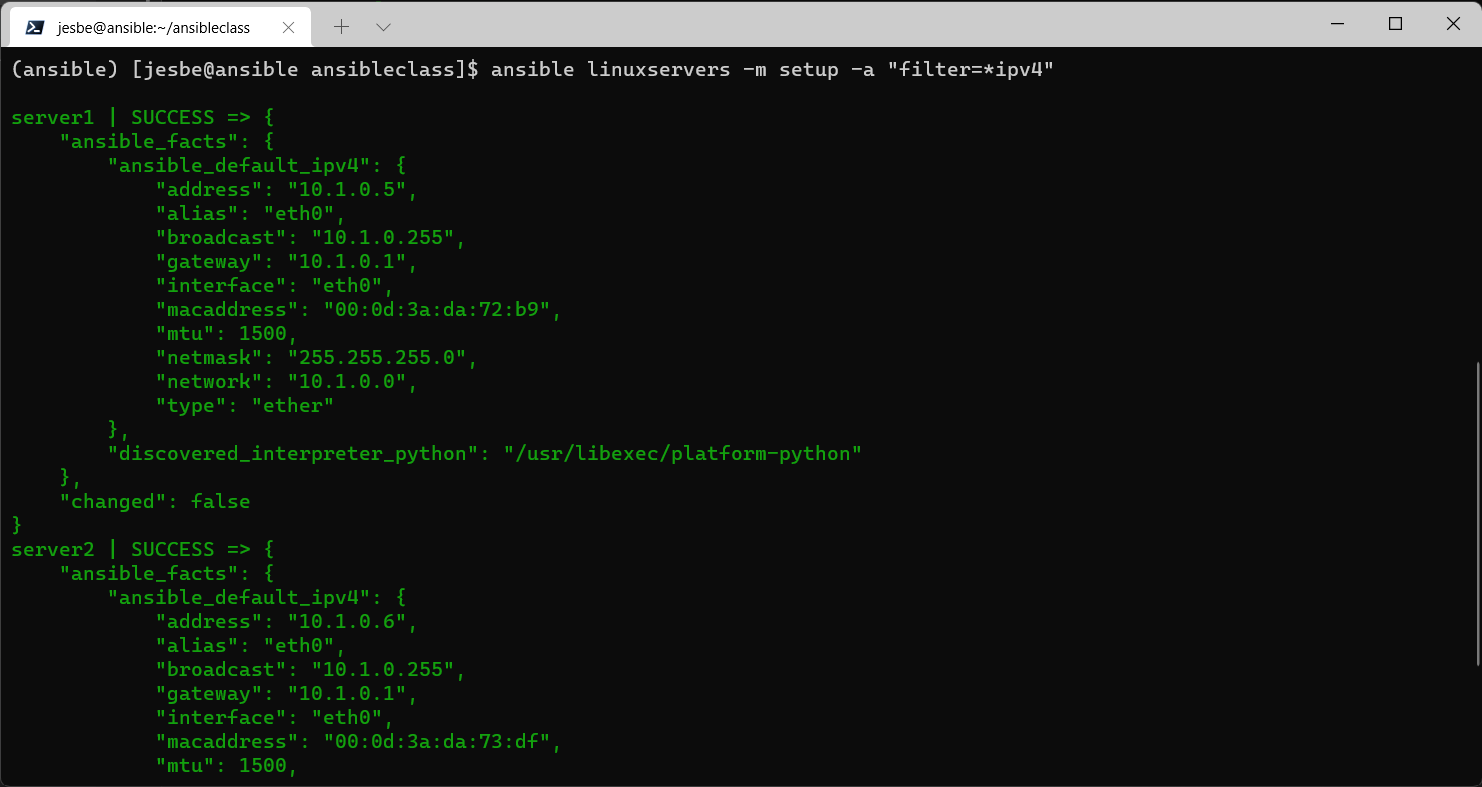 jesbe@ansible:~/ansibleclass
(ansible) [jesbe@ansible ansibleclass]$ ansible linuxservers -m setup -a "filter=*ipv4"
server1 | SUCCESS => {
    "ansible_facts": {
        "ansible_default_ipv4": {
            "address": "10.1.0.5",
            "alias": "eth0",
            "broadcast": "10.1.0.255",
            "gateway": "10.1.0.1",
            "interface": "eth0",
            "macaddress": "00:0d:3a:da:72:b9",
            "mtu": 1500,
            "netmask": "255.255.255.0",
            "network": "10.1.0.0",
            "type": "ether"
        },
        "discovered_interpreter_python": "/usr/libexec/platform-python"
    },
    "changed": false
}
server2 | SUCCESS => {
    "ansible_facts": {
        "ansible_default_ipv4": {
            "address": "10.1.0.6",
            "alias": "eth0",
            "broadcast": "10.1.0.255",
            "gateway": "10.1.0.1",
            "interface": "eth0",
            "macaddress": "00:0d:3a:da:73:df",
            "mtu": 1500,